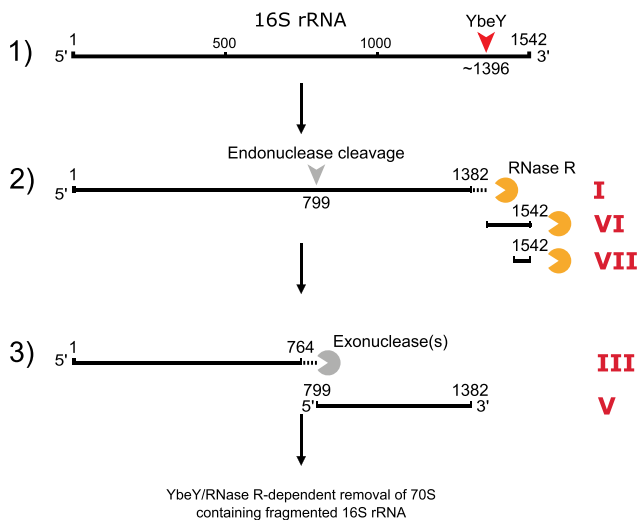 16S rRNA
YbeY
1) 5' 1 500 1000 1542 3'
~1396
Endonuclease cleavage
2) 5' 1 799 1382 RNase R I
1542 VI
1542 VII
3) 5' 1 764 Exonuclease(s) III
799 1382
5' 3' V
YbeY/RNase R-dependent removal of 70S
containing fragmented 16S rRNA